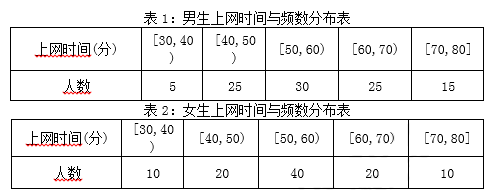 表 1：男生上网时间与频数分布表
上网时间(分) [30,40) [40,50) [50,60) [60,70) [70,80]
人数 5 25 30 25 15
表 2：女生上网时间与频数分布表
上网时间(分) [30,40) [40,50) [50,60) [60,70) [70,80]
人数 10 20 40 20 10